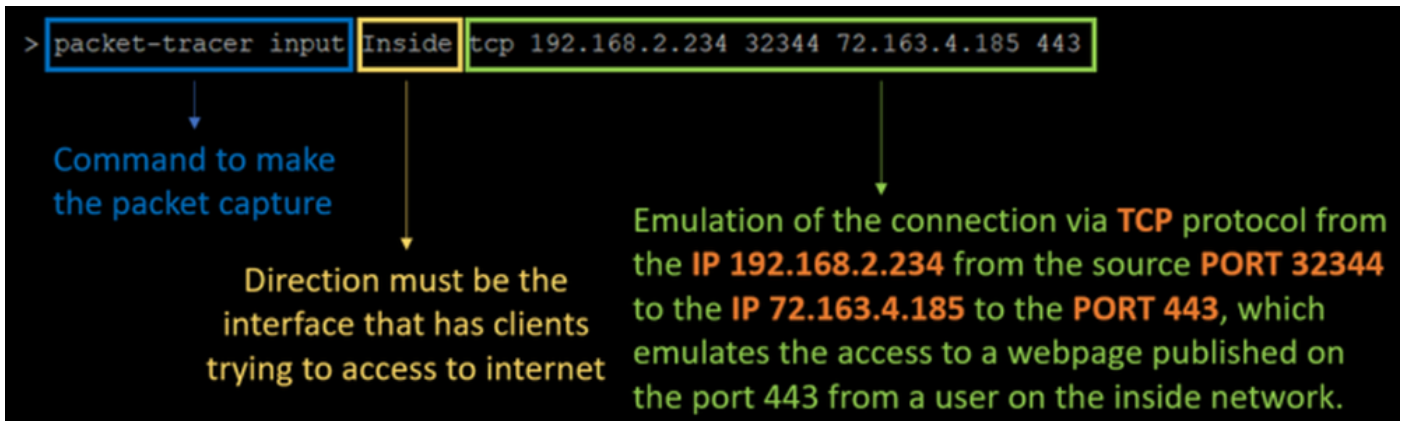 > packet-tracer input Inside tcp 192.168.2.234 32344 72.163.4.185 443
Command to make
the packet capture
Direction must be the
interface that has clients
trying to access to internet
Emulation of the connection via TCP protocol from
the IP 192.168.2.234 from the source PORT 32344
to the IP 72.163.4.185 to the PORT 443, which
emulates the access to a webpage published on
the port 443 from a user on the inside network.